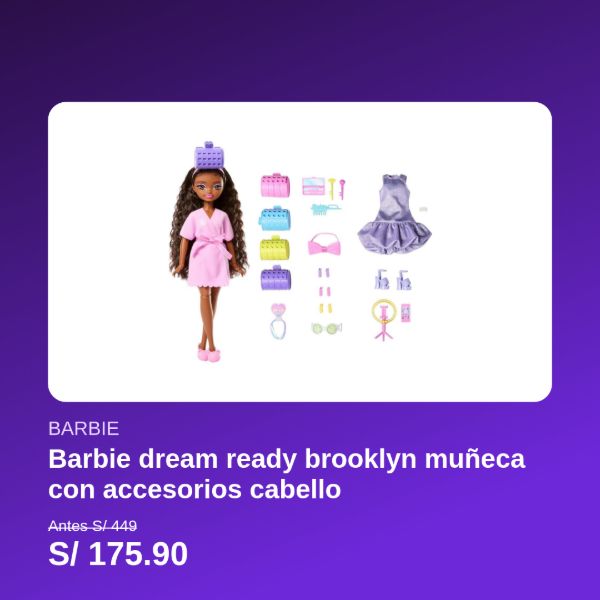 BARBIE
Barbie dream ready brooklyn muñeca
con accesorios cabello
Antes S/ 449
S/ 175.90